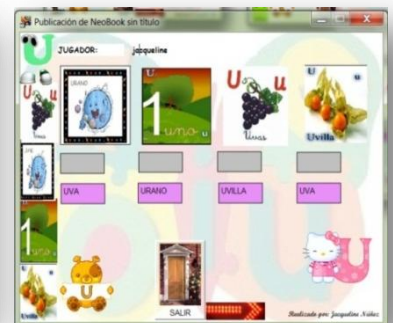 Publicación de NeoBook sin título
JUGADOR: jacqueline
URANO
U
1
uno u
U u
Uvas
U u
Uvilla
UVA
URANO
UVILLA
UVA
U
U
SALIR
Realizado por: Jacqueline Núñez